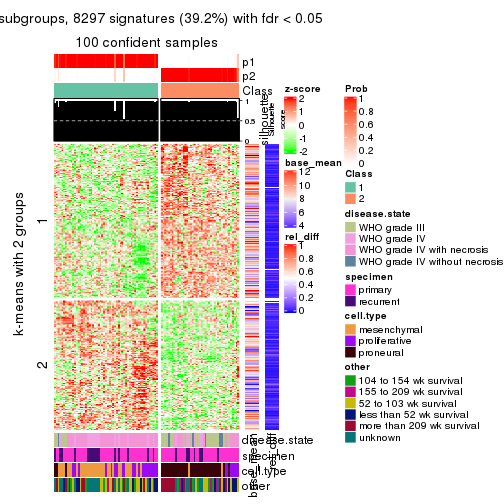 subgroups, 8297 signatures (39.2%) with fdr < 0.05
100 confident samples
p1
p2
Class
silhouette
1
0.5
0
Silhouette
score
k-means with 2 groups
1
2
disease.state
specimen
cell.type
other
base_mean
rel_diff
z-score
2
1
0
-1
-2
base_mean
12
10
8
6
4
rel_diff
1
0.8
0.6
0.4
0.2
0
Prob
1
0.8
0.6
0.4
0.2
0
Class
1
2
disease.state
WHO grade III
WHO grade IV
WHO grade IV with necrosis
WHO grade IV without necrosis
specimen
primary
recurrent
cell.type
mesenchymal
proliferative
proneural
other
104 to 154 wk survival
155 to 209 wk survival
52 to 103 wk survival
less than 52 wk survival
more than 209 wk survival
unknown